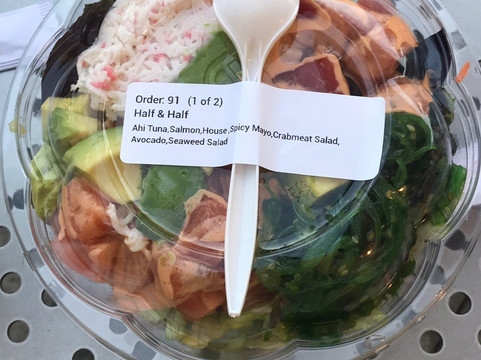 Order: 91 (1 of 2)
Half & Half
Ahi Tuna,Salmon,House ,Spicy Mayo,Crabmeat Salad,
Avocado,Seaweed Salad